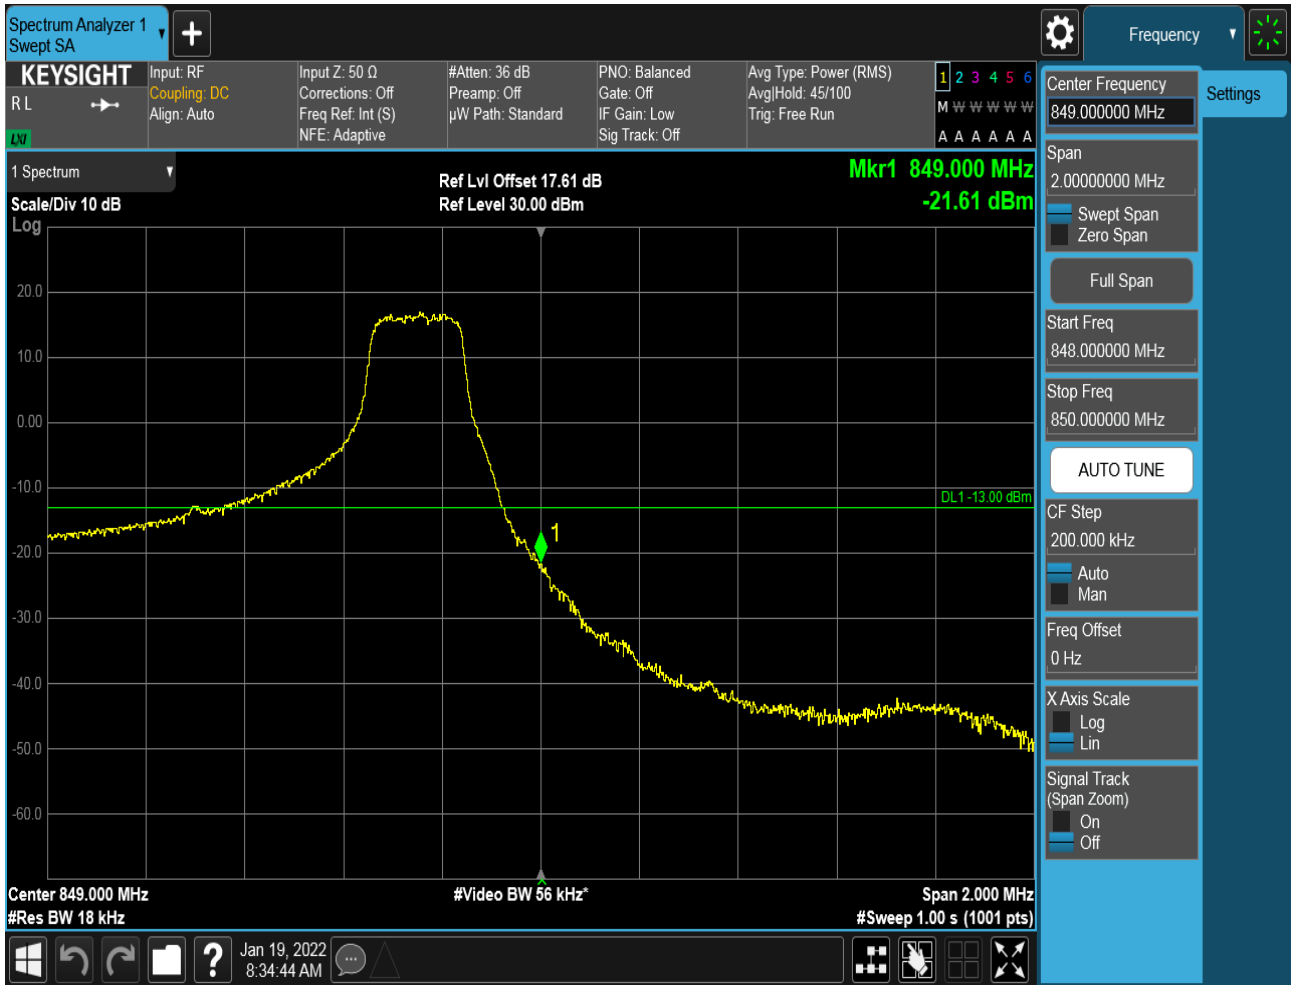 Spectrum Analyzer 1
Swept SA
Frequency
KEYSIGHT
R L
LXI
Input: RF
Coupling: DC
Align: Auto
Input Z: 50 Ω
Corrections: Off
Freq Ref: Int (S)
NFE: Adaptive
#Atten: 36 dB
Preamp: Off
µW Path: Standard
PNO: Balanced
Gate: Off
IF Gain: Low
Sig Track: Off
Avg Type: Power (RMS)
Avg|Hold: 45/100
Trig: Free Run
1 2 3 4 5 6
M W W W W W
A A A A A A
1 Spectrum
Scale/Div 10 dB
Log
Ref Lvl Offset 17.61 dB
Ref Level 30.00 dBm
Mkr1 849.000 MHz
-21.61 dBm
20.0
10.0
0.00
-10.0
-20.0
-30.0
-40.0
-50.0
-60.0
DL1 -13.00 dBm
1
Center 849.000 MHz
#Res BW 18 kHz
#Video BW 56 kHz*
Span 2.000 MHz
#Sweep 1.00 s (1001 pts)
Jan 19, 2022
8:34:44 AM
?
Center Frequency
849.000000 MHz
Settings
Span
2.00000000 MHz
Swept Span
Zero Span
Full Span
Start Freq
848.000000 MHz
Stop Freq
850.000000 MHz
AUTO TUNE
CF Step
200.000 kHz
Auto
Man
Freq Offset
0 Hz
X Axis Scale
Log
Lin
Signal Track
(Span Zoom)
On
Off